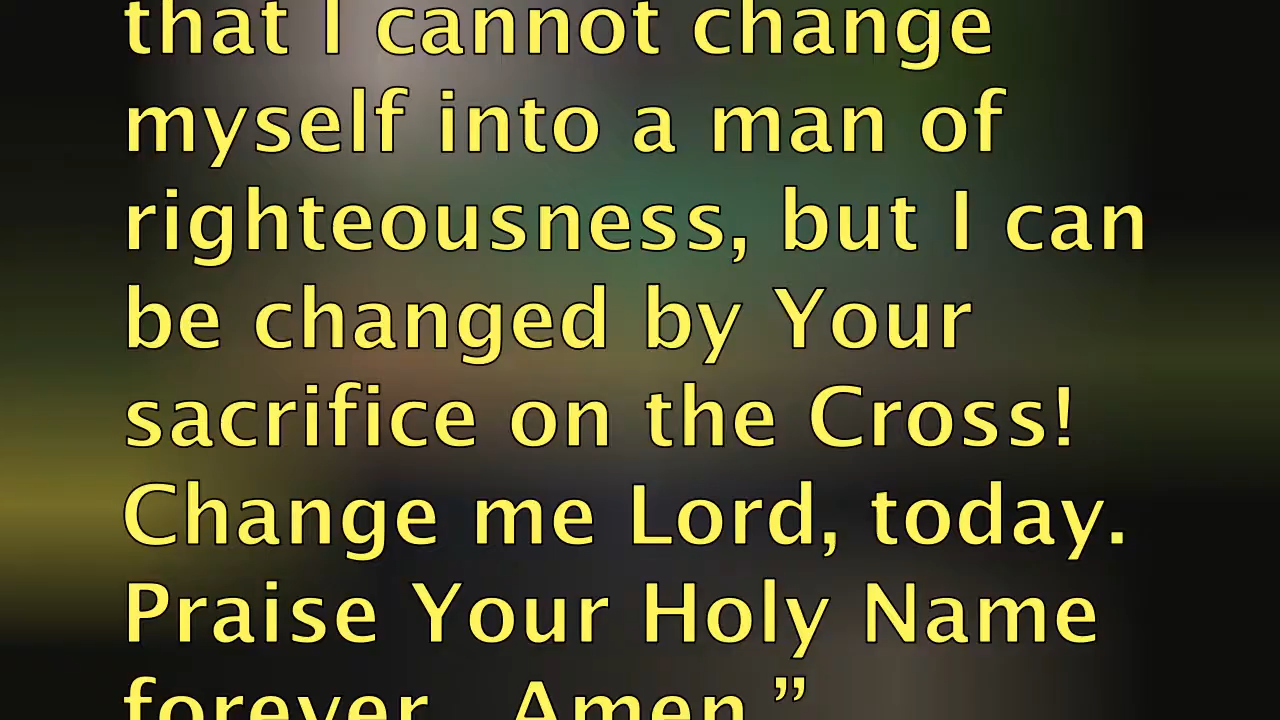 that I cannot change
myself into a man of
righteousness, but I can
be changed by Your
sacrifice on the Cross!
Change me Lord, today.
Praise Your Holy Name
forever. Amen.”